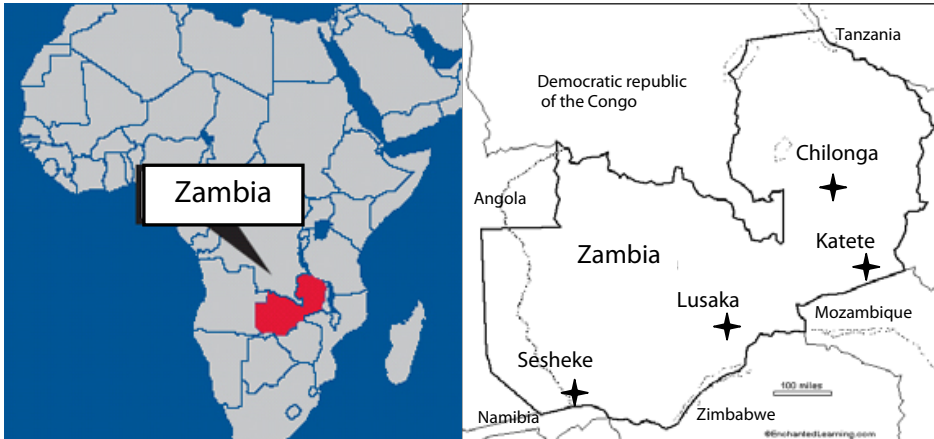 Zambia
Tanzania
Democratic republic
of the Congo
Chilonga
Angola
Katete
Zambia
Lusaka
Mozambique
Sesheke
100 miles
Namibia
Zimbabwe
©EnchantedLearning.com